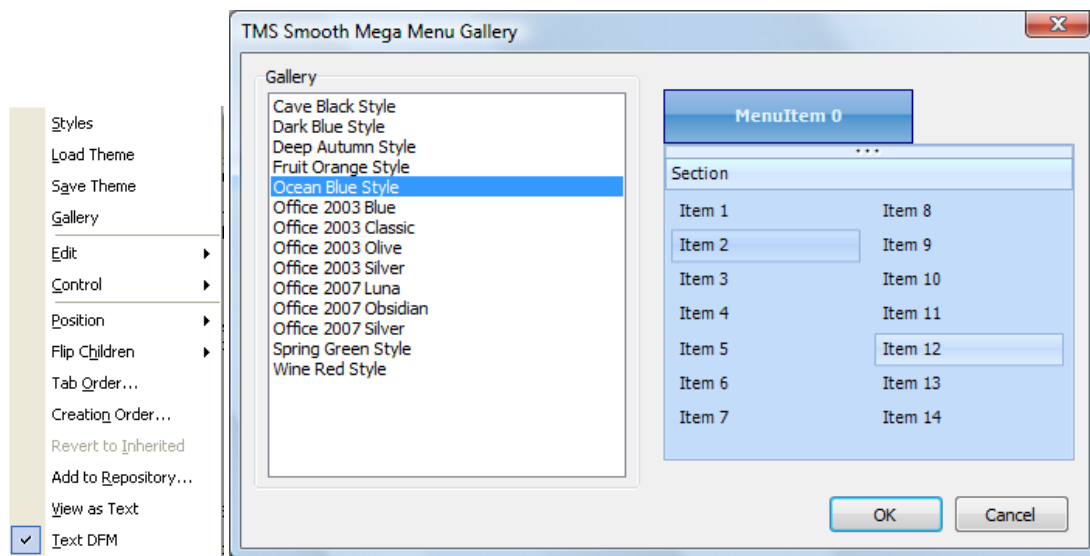 Styles
Load Theme
Save Theme
Gallery
Edit
Control
Position
Flip Children
Tab Order...
Creation Order...
Revert to Inherited
Add to Repository...
View as Text
Text DFM
TMS Smooth Mega Menu Gallery
Gallery
Cave Black Style
Dark Blue Style
Deep Autumn Style
Fruit Orange Style
Ocean Blue Style
Office 2003 Blue
Office 2003 Classic
Office 2003 Olive
Office 2003 Silver
Office 2007 Luna
Office 2007 Obsidian
Office 2007 Silver
Spring Green Style
Wine Red Style
MenuItem 0
Section
Item 1 Item 8
Item 2 Item 9
Item 3 Item 10
Item 4 Item 11
Item 5 Item 12
Item 6 Item 13
Item 7 Item 14
OK Cancel